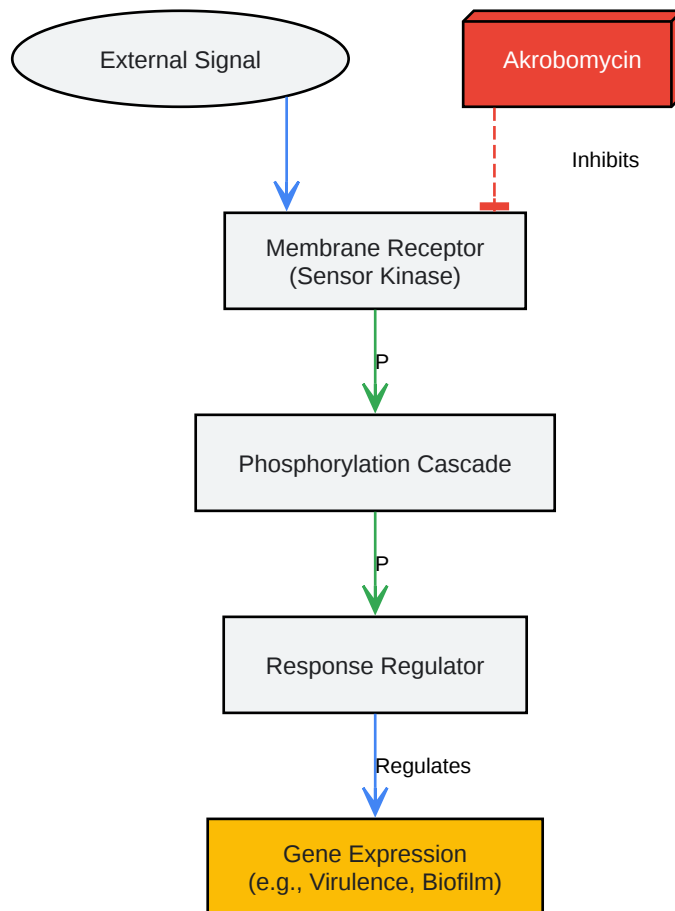 External Signal
Akrobomycin
Inhibits
Membrane Receptor
(Sensor Kinase)
P
Phosphorylation Cascade
P
Response Regulator
Regulates
Gene Expression
(e.g., Virulence, Biofilm)